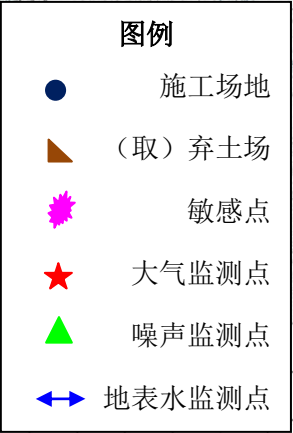 图例
施工场地
（取）弃土场
敏感点
大气监测点
噪声监测点
地表水监测点